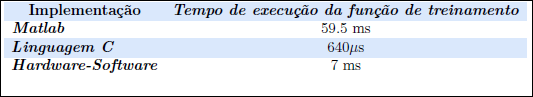 Implementação Tempo de execução da função de treinamento
Matlab 59.5 ms
Linguagem C 640µs
Hardware-Software 7 ms